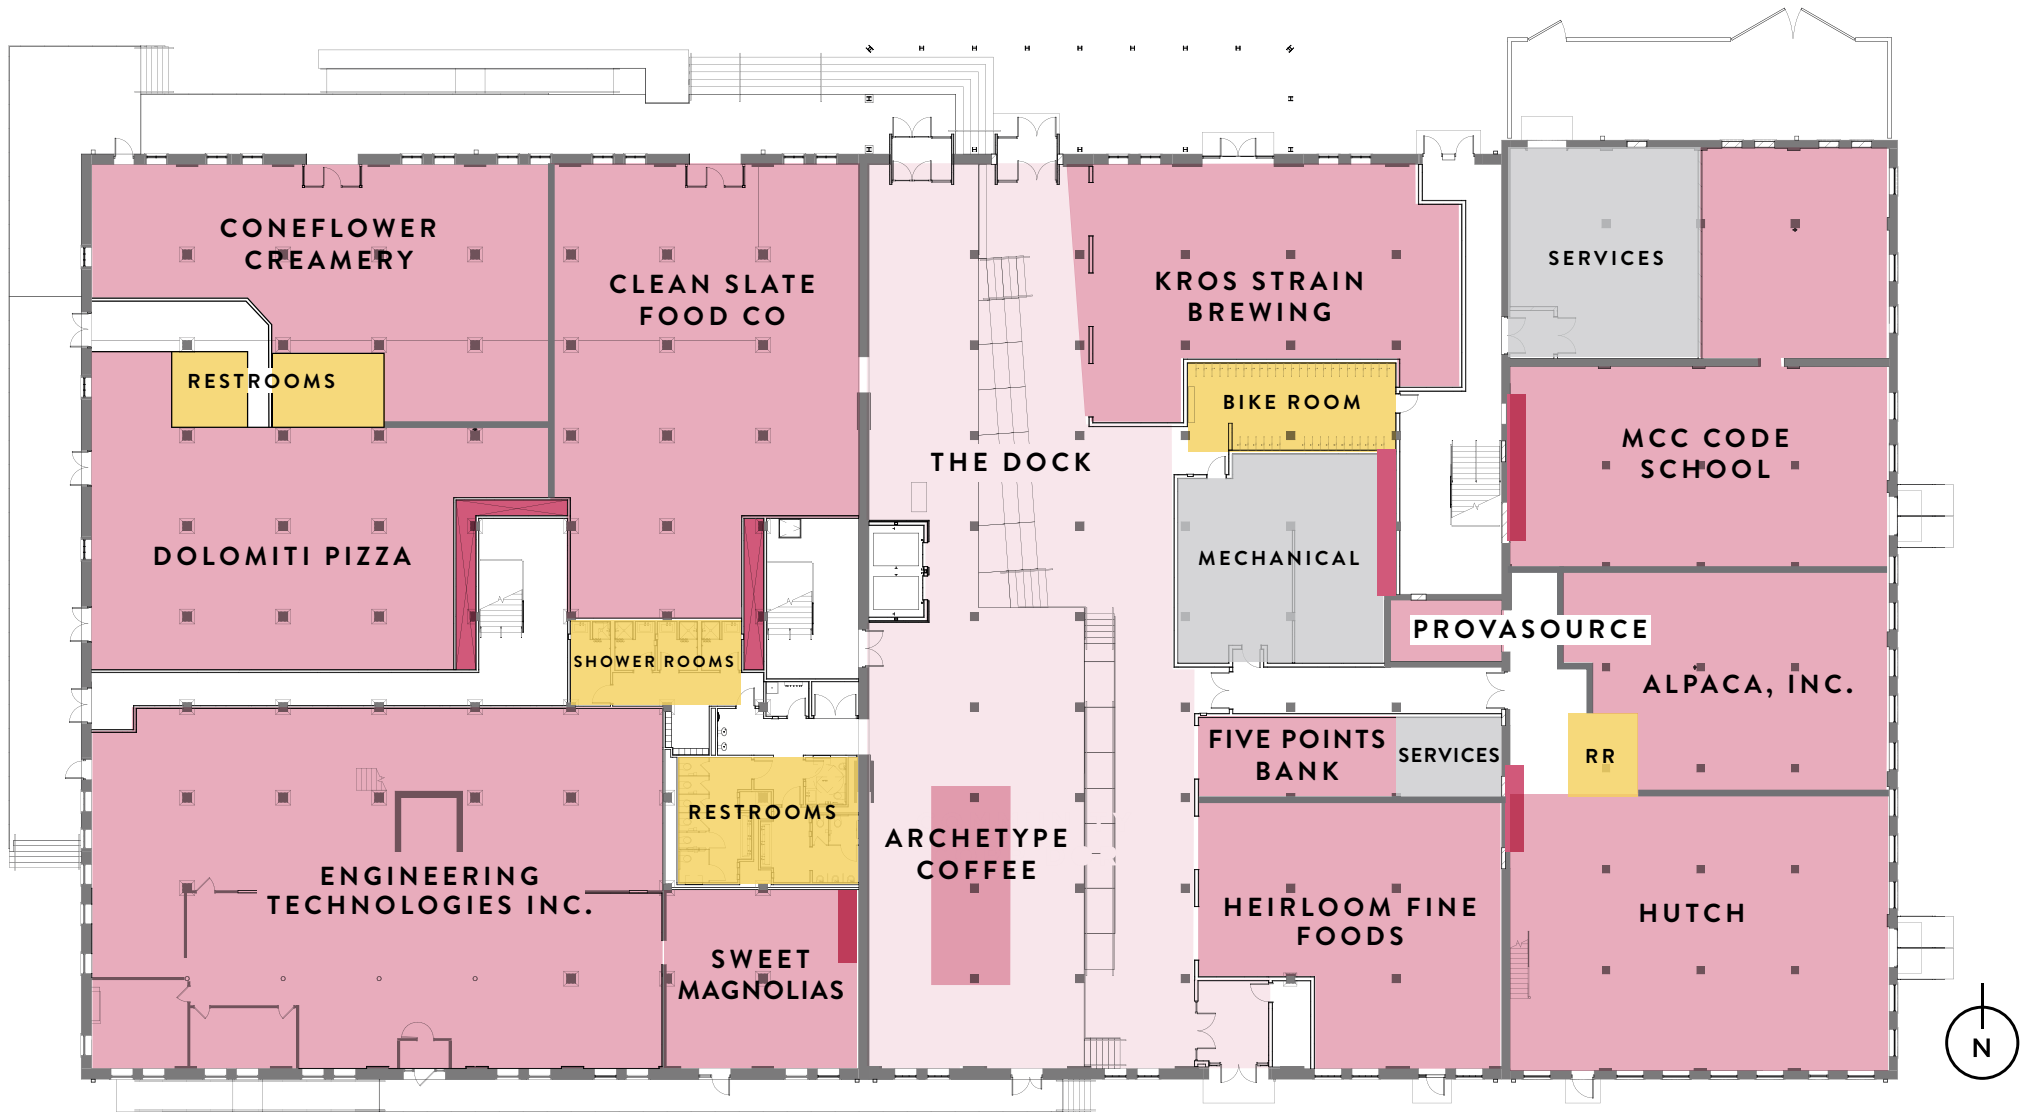 CONEFLOWER
CREAMERY
CLEAN SLATE
FOOD CO
KROS STRAIN
BREWING
SERVICES
RESTROOMS
BIKE ROOM
MCC CODE
SCHOOL
THE DOCK
DOLOMITI PIZZA
MECHANICAL
PROVASOURCE
SHOWER ROOMS
ALPACA, INC.
FIVE POINTS
BANK
SERVICES
RR
RESTROOMS
ARCHETYPE
COFFEE
ENGINEERING
TECHNOLOGIES INC.
HEIRLOOM FINE
FOODS
HUTCH
SWEET
MAGNOLIAS
N